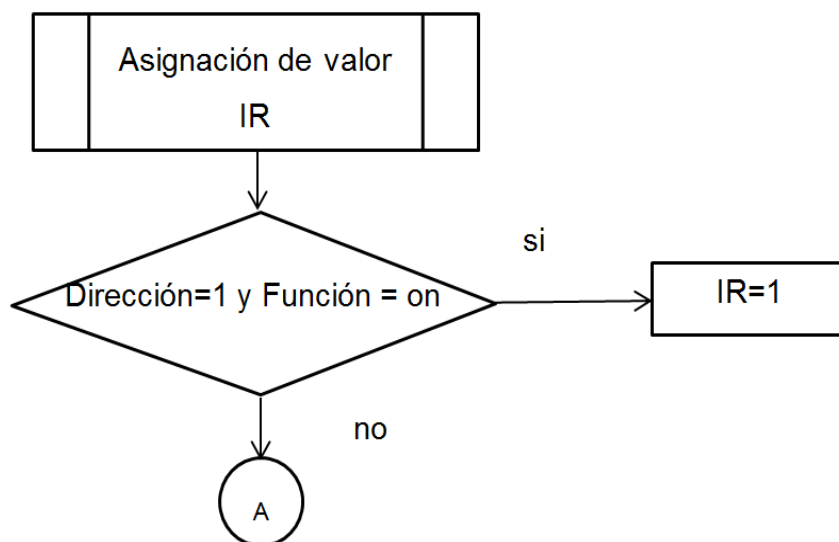 Asignación de valor
IR
si
Dirección=1 y Función = on
IR=1
no
A